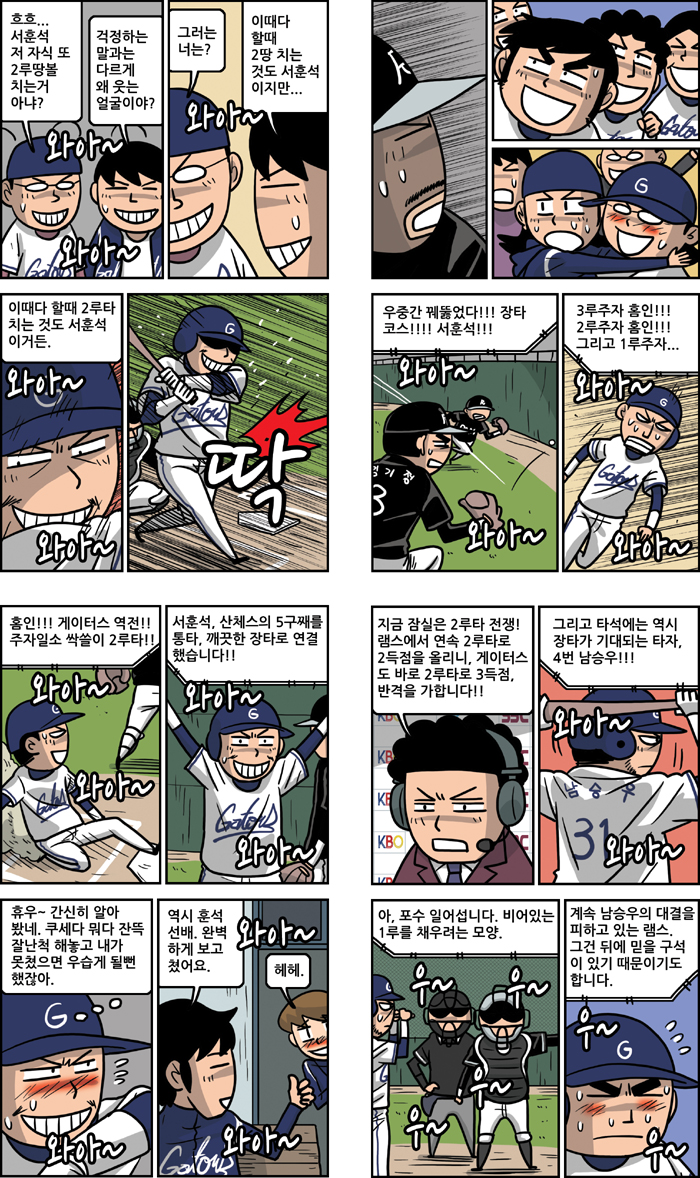 흐흐...
서훈석
저 자식 또
2루땅볼
치는거
아냐?
걱정하는
말과는
다르게
왜 웃는
얼굴이야?
와아~
와아~
Gators
그러는
너는?
이때다
할때
2땅 치는
것도 서훈석
이지만...
와아~
Gators
G
이때다 할때 2루타
치는 것도 서훈석
이거든.
와아~
와아~
G
Gators
딱
우중간 꿰뚫었다!!! 장타
코스!!!! 서훈석!!!
와아~
와아~
3
3루주자 홈인!!!
2루주자 홈인!!!
그리고 1루주자...
와아~
G
Gators
와아~
홈인!!! 게이터스 역전!!
주자일소 싹쓸이 2루타!!
와아~
G
와아~
Gators
서훈석, 산체스의 5구째를
통타, 깨끗한 장타로 연결
했습니다!!
와아~
G
Gators
와아~
지금 잠실은 2루타 전쟁!
램스에서 연속 2루타로
2득점을 올리니, 게이터스
도 바로 2루타로 3득점,
반격을 가합니다!!
KBO
그리고 타석에는 역시
장타가 기대되는 타자,
4번 남승우!!!
와아~
남승우
31
와아~
휴우~ 간신히 알아
봤네. 쿠세다 뭐다 잔뜩
잘난척 해놓고 내가
못쳤으면 우습게 될뻔
했잖아.
G
와아~
역시 훈석
선배. 완벽
하게 보고
쳤어요.
와아~
헤헤.
와아~
Gators
아, 포수 일어섭니다. 비어있는
1루를 채우려는 모양.
우~
우~
우~
우~
계속 남승우의 대결을
피하고 있는 램스.
그건 뒤에 믿을 구석
이 있기 때문이기도
합니다.
우~
G
우~